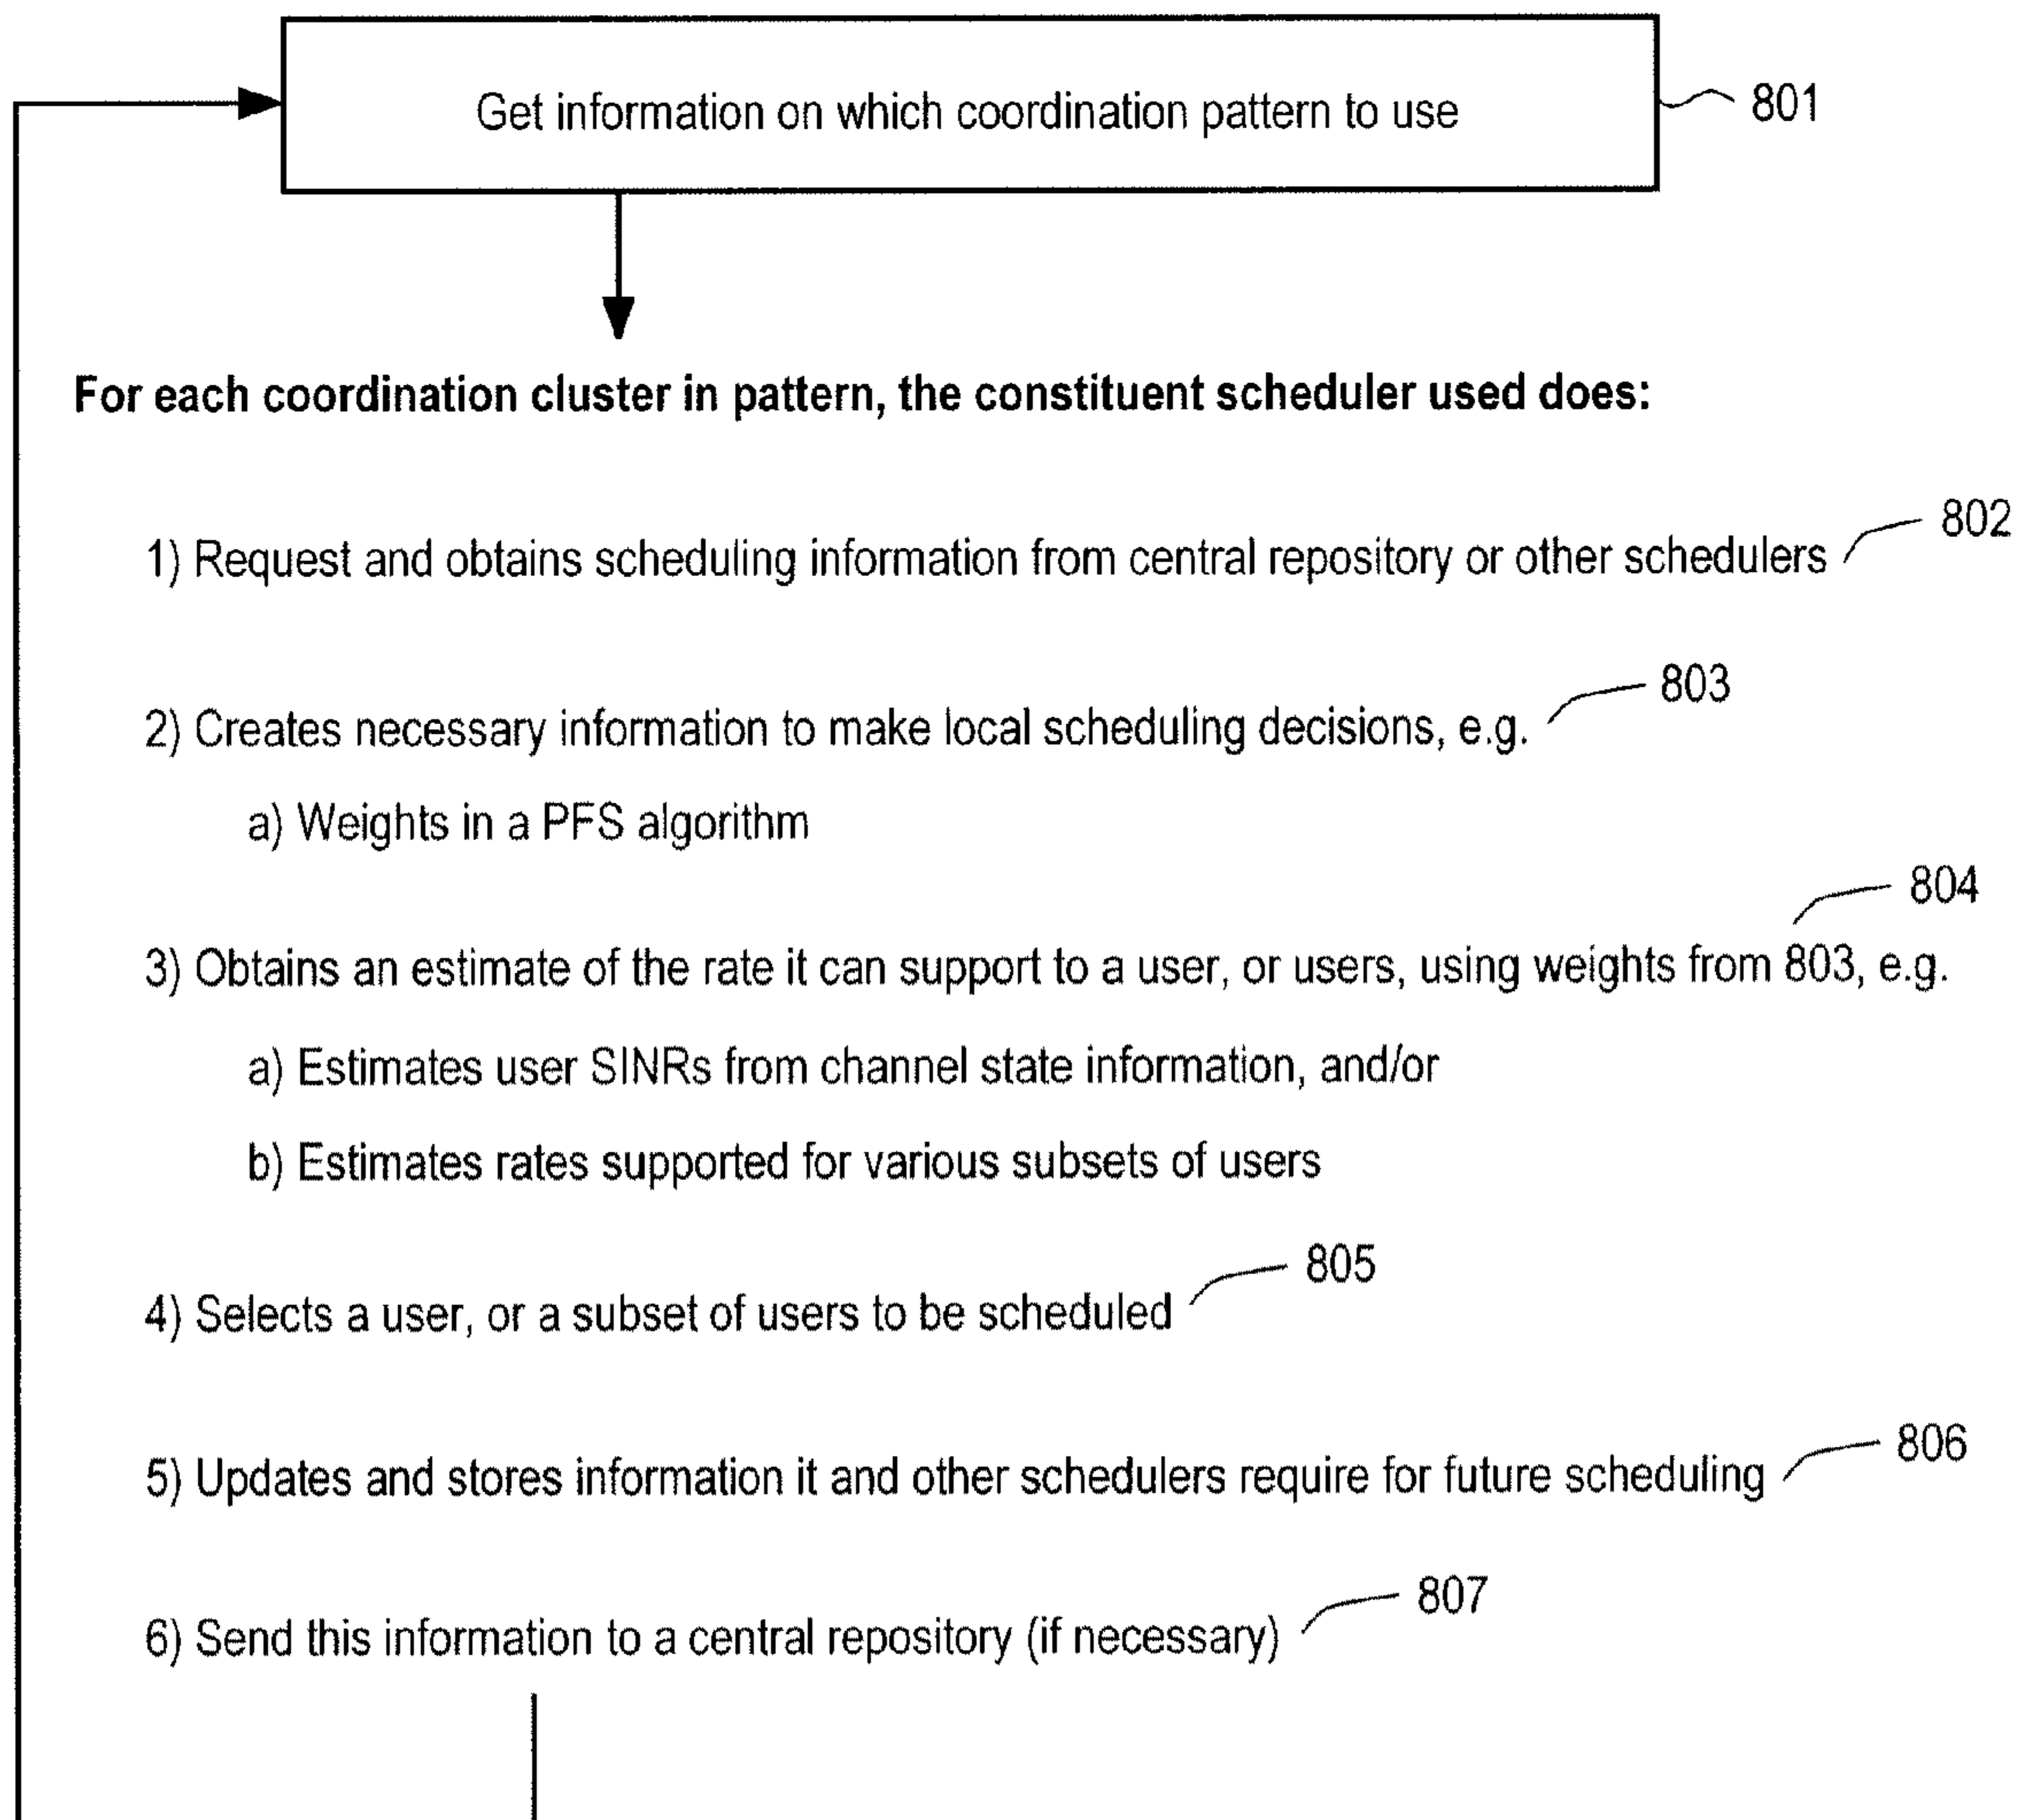 Get information on which coordination pattern to use
801
For each coordination cluster in pattern, the constituent scheduler used does:
802
1) Request and obtains scheduling information from central repository or other schedulers
803
2) Creates necessary information to make local scheduling decisions, e.g.
a) Weights in a PFS algorithm
804
3) Obtains an estimate of the rate it can support to a user, or users, using weights from 803, e.g.
a) Estimates user SINRs from channel state information, and/or
b) Estimates rates supported for various subsets of users
805
4) Selects a user, or a subset of users to be scheduled
806
5) Updates and stores information it and other schedulers require for future scheduling
807
6) Send this information to a central repository (if necessary)